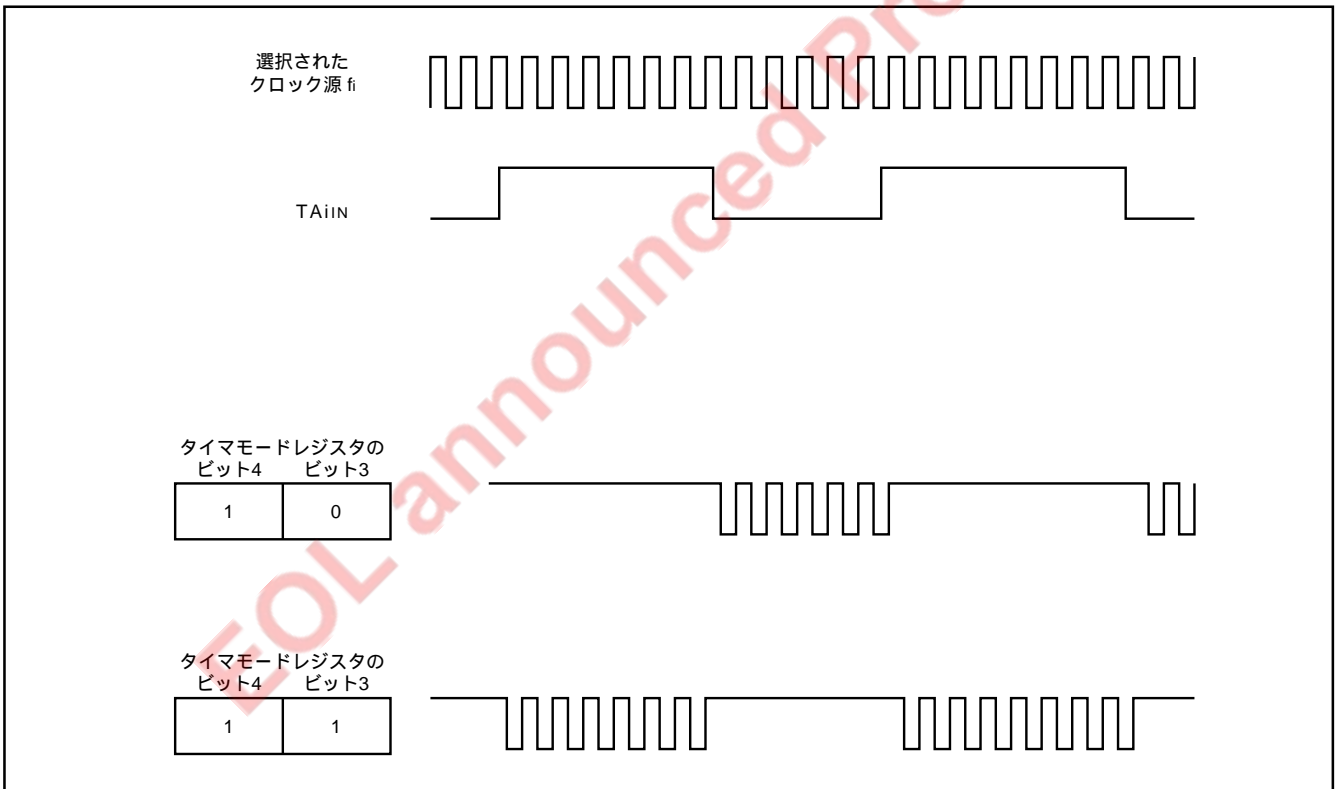 選択された
クロック源 fi
TAiIN
タイマモードレジスタの
ビット4 ビット3
1 0
タイマモードレジスタの
ビット4 ビット3
1 1
EOL announced Pro